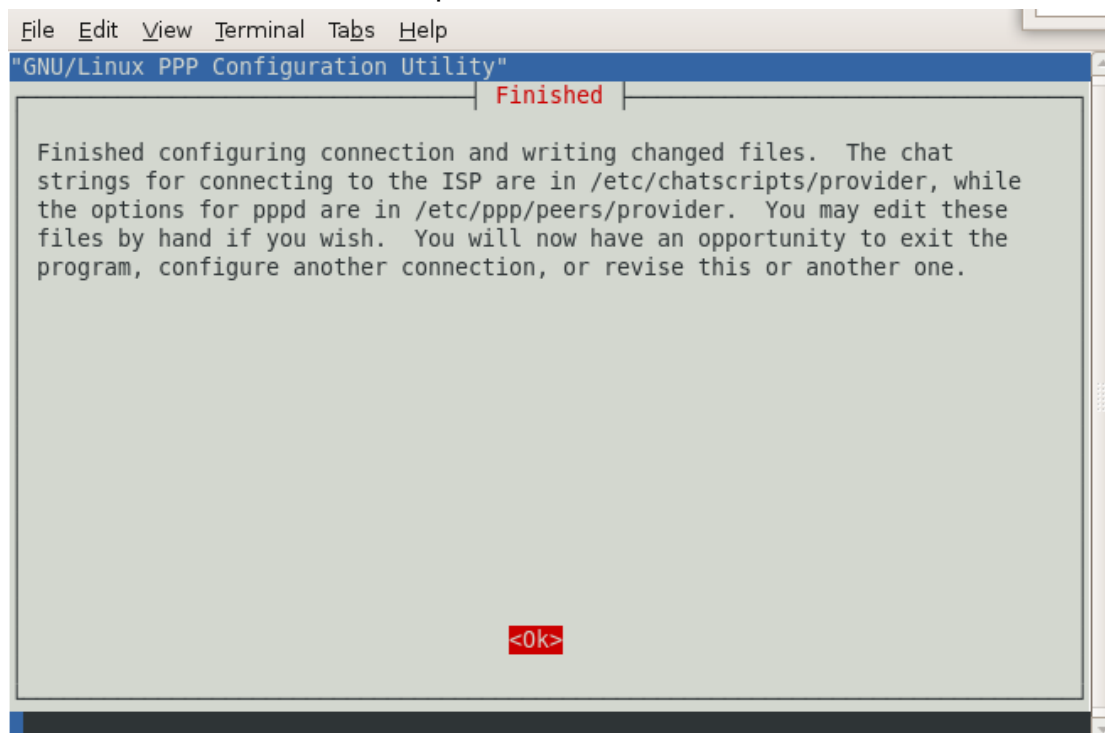 File Edit View Terminal Tabs Help
"GNU/Linux PPP Configuration Utility"
Finished
Finished configuring connection and writing changed files.  The chat
strings for connecting to the ISP are in /etc/chatscripts/provider, while
the options for pppd are in /etc/ppp/peers/provider.  You may edit these
files by hand if you wish.  You will now have an opportunity to exit the
program, configure another connection, or revise this or another one.
<Ok>